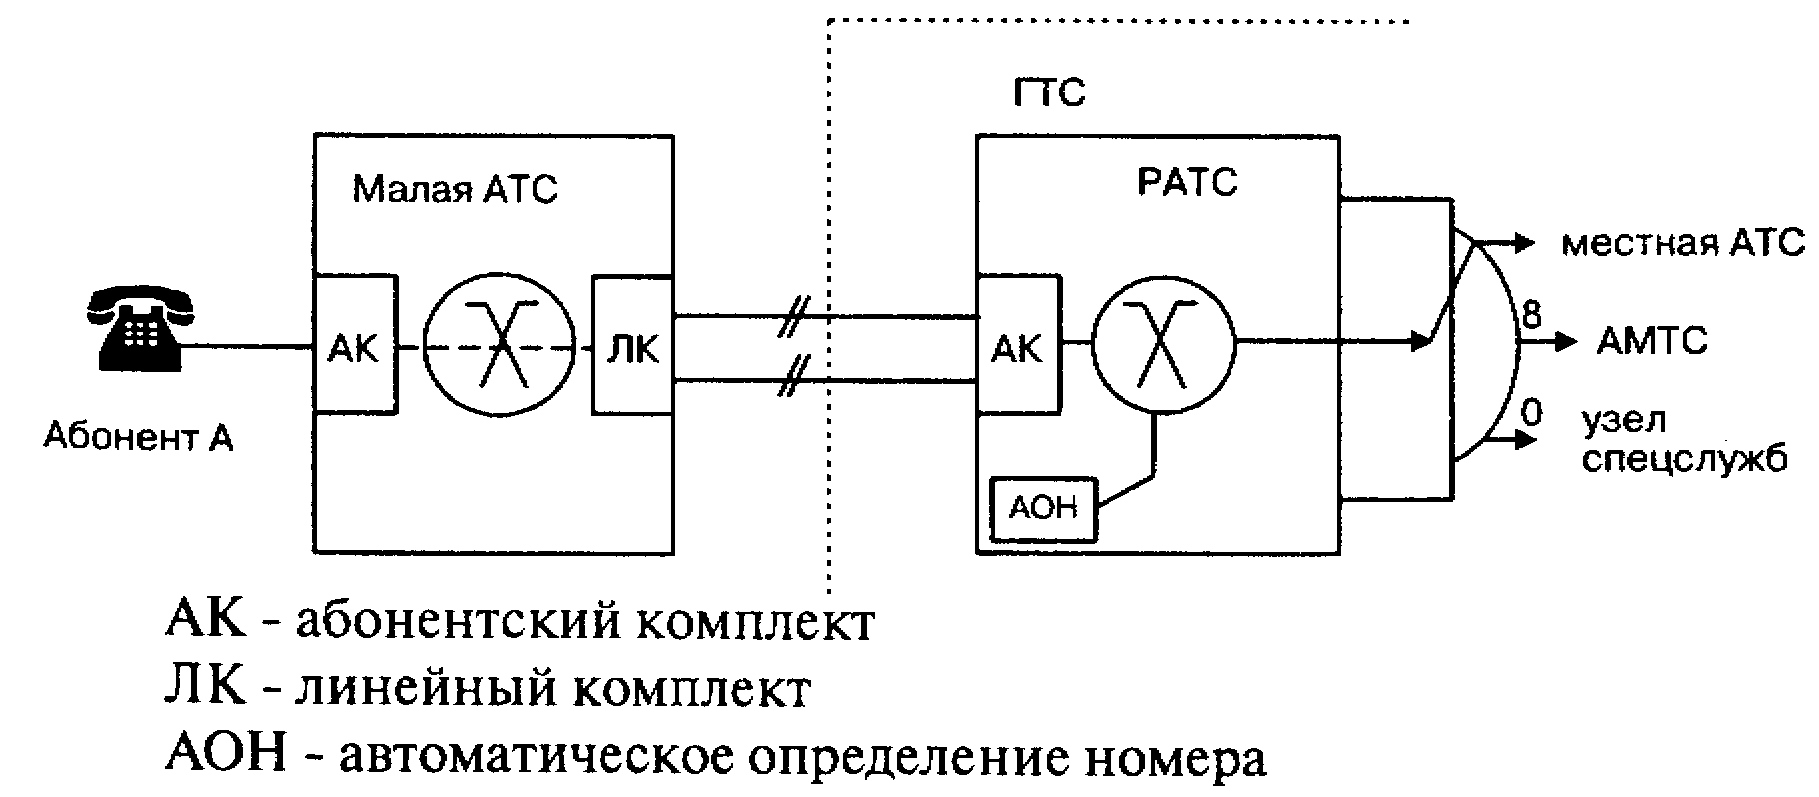 ГТС
Малая АТС
РАТС
местная АТС
АК
ЛК
АК
8
АМТС
Абонент А
0
узел
спецслужб
АОН
АК - абонентский комплект
ЛК - линейный комплект
АОН - автоматическое определение номера